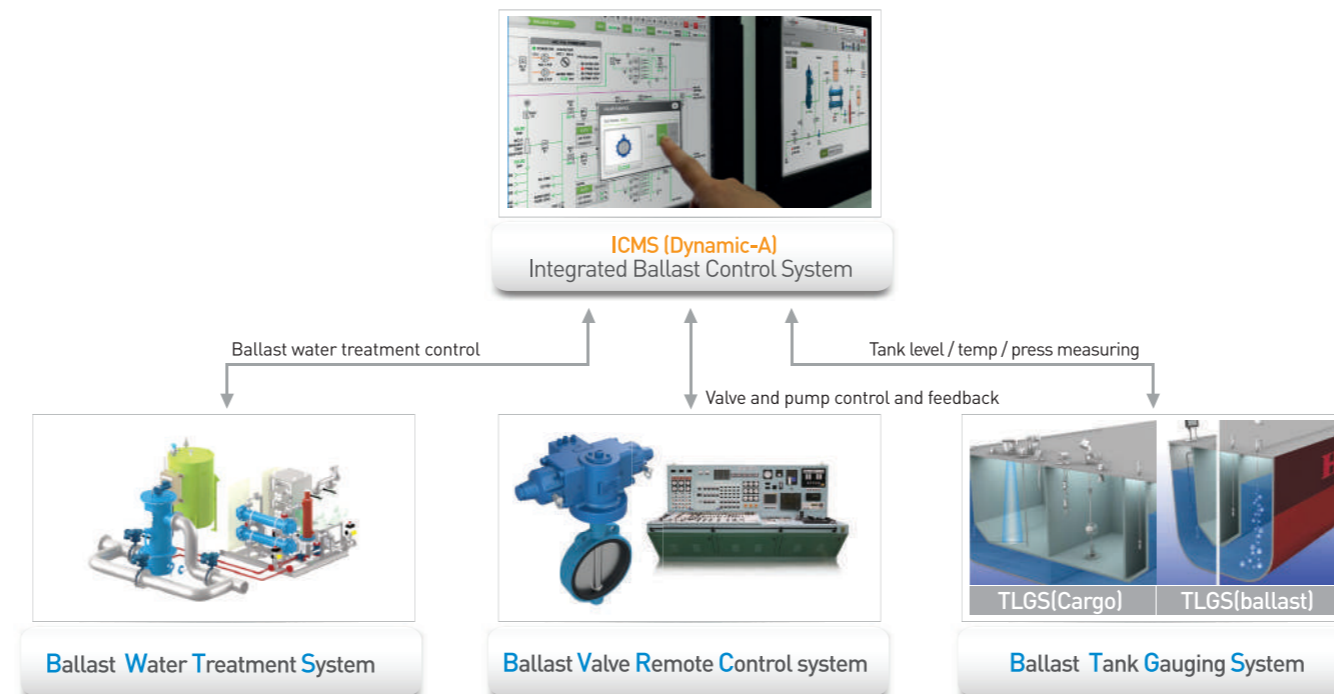 ICMS (Dynamic-A)
Integrated Ballast Control System
Ballast water treatment control
Tank level / temp / press measuring
Valve and pump control and feedback
TLGS(Cargo)
TLGS(ballast)
Ballast Water Treatment System
Ballast Valve Remote Control system
Ballast Tank Gauging System